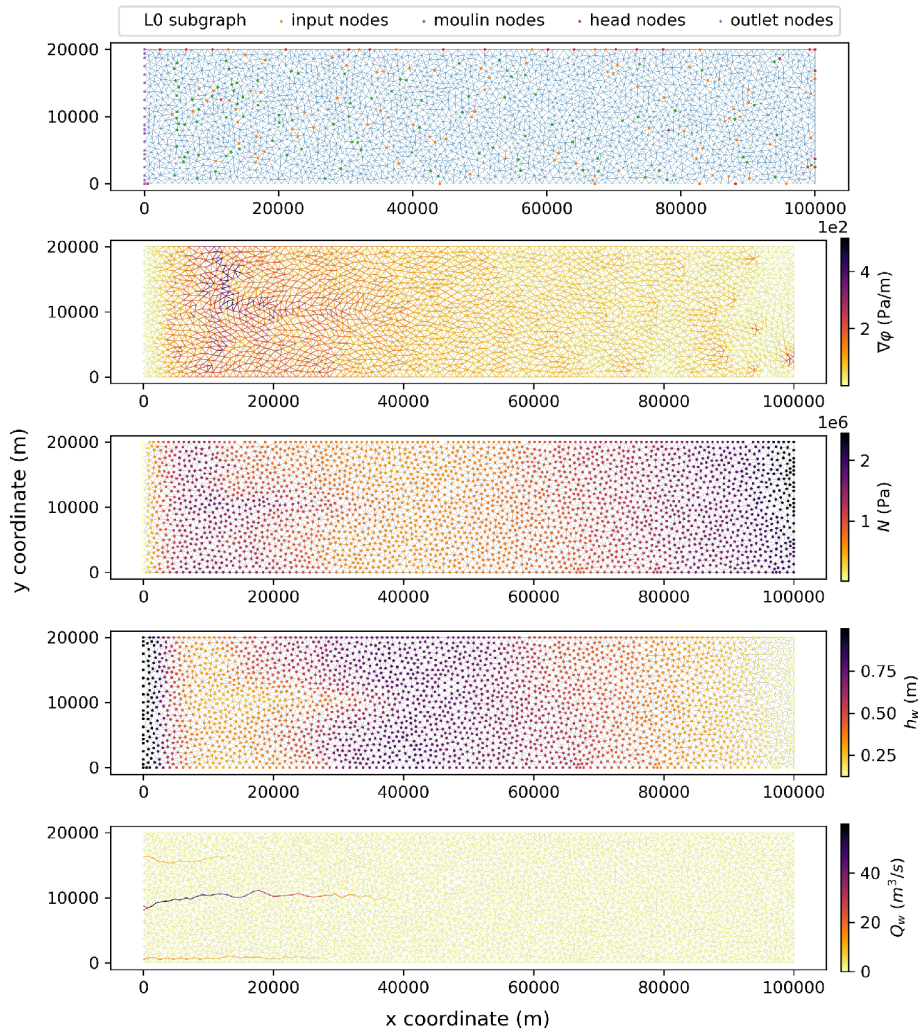 L0 subgraph input nodes moulin nodes head nodes outlet nodes
20000
10000
0
0 20000 40000 60000 80000 100000
1e2
20000
10000
0
4
2
∇φ (Pa/m)
0 20000 40000 60000 80000 100000
1e6
20000
10000
0
2
1
N (Pa)
0 20000 40000 60000 80000 100000
y coordinate (m)
20000
10000
0
0.75
0.50
0.25
h_w (m)
0 20000 40000 60000 80000 100000
20000
10000
0
40
20
0
Q_w (m³/s)
0 20000 40000 60000 80000 100000
x coordinate (m)